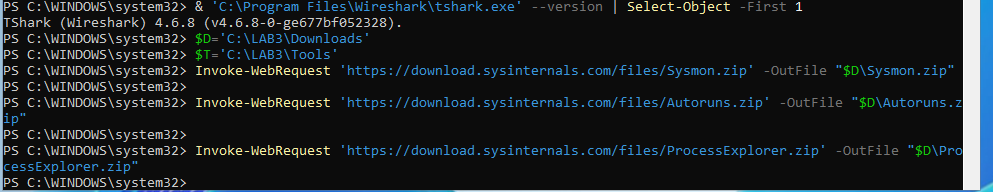 PS C:\WINDOWS\system32> & 'C:\Program Files\Wireshark\tshark.exe' --version | Select-Object -First 1
TShark (Wireshark) 4.6.8 (v4.6.8-0-ge677bf052328).
PS C:\WINDOWS\system32> $D='C:\LAB3\Downloads'
PS C:\WINDOWS\system32> $T='C:\LAB3\Tools'
PS C:\WINDOWS\system32> Invoke-WebRequest 'https://download.sysinternals.com/files/Sysmon.zip' -OutFile "$D\Sysmon.zip"
PS C:\WINDOWS\system32>
PS C:\WINDOWS\system32> Invoke-WebRequest 'https://download.sysinternals.com/files/Autoruns.zip' -OutFile "$D\Autoruns.z
ip"
PS C:\WINDOWS\system32>
PS C:\WINDOWS\system32> Invoke-WebRequest 'https://download.sysinternals.com/files/ProcessExplorer.zip' -OutFile "$D\Pro
cessExplorer.zip"
PS C:\WINDOWS\system32>